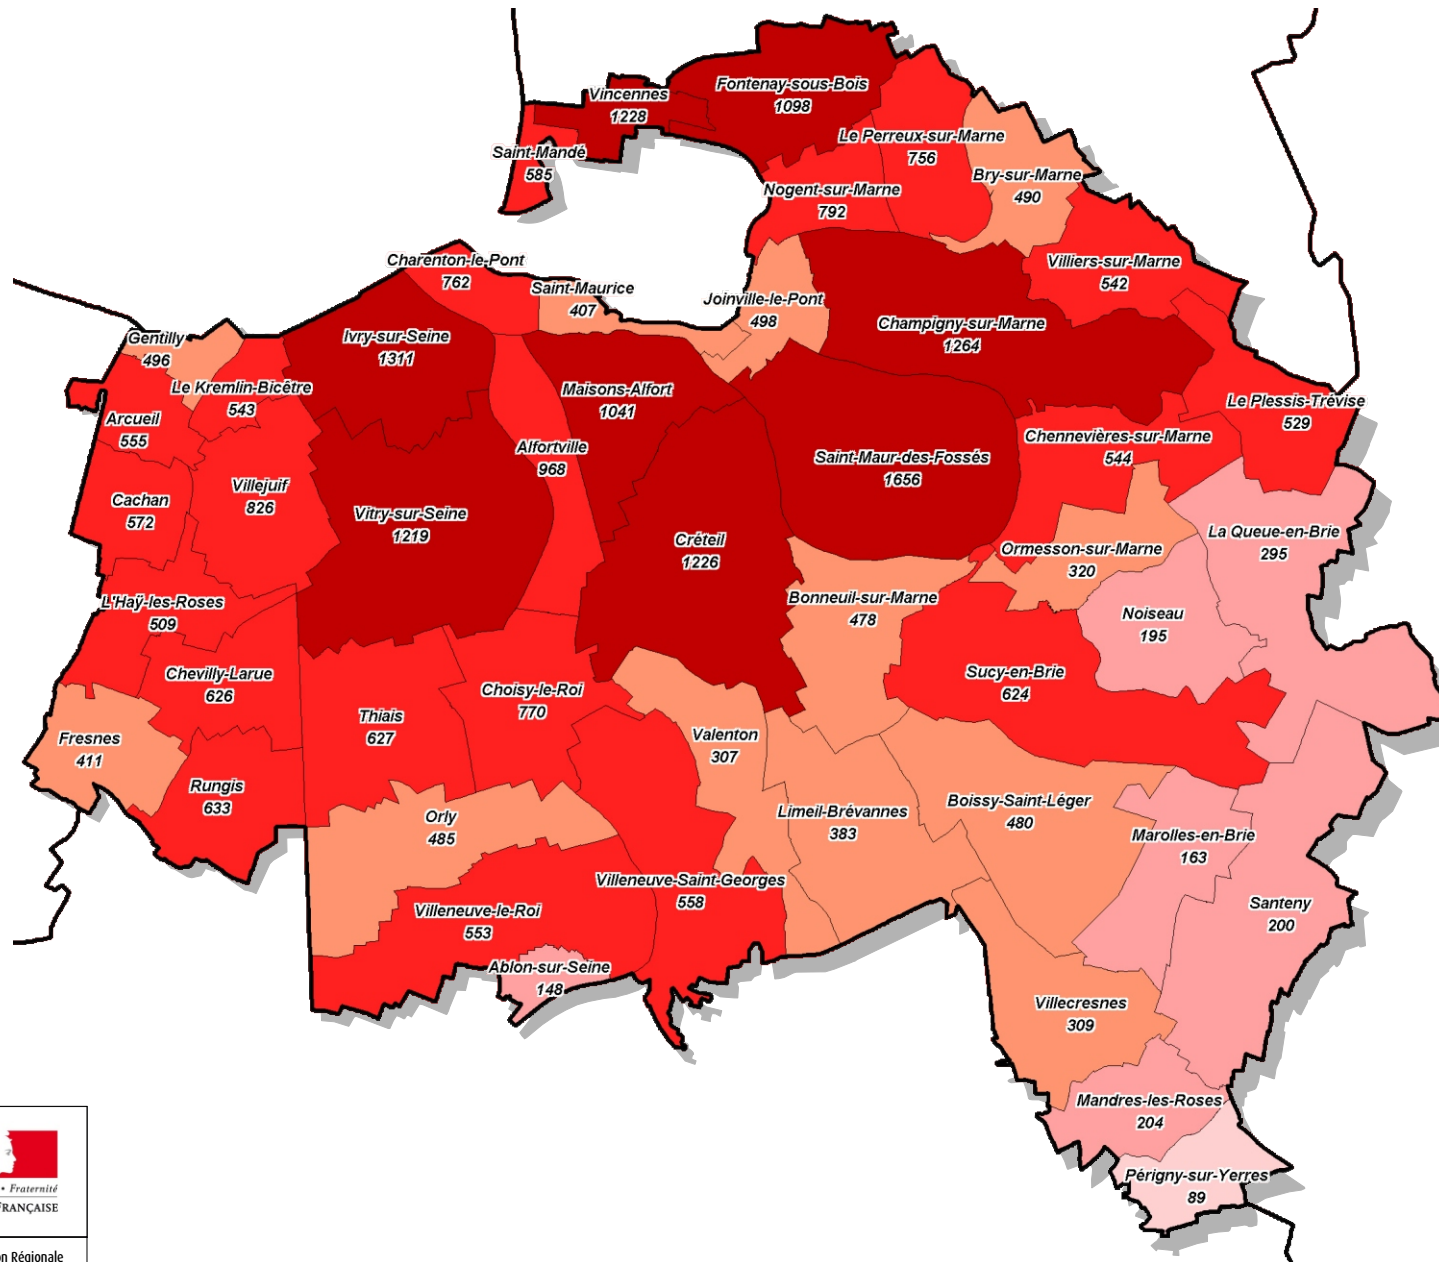 Fontenay-sous-Bois
1098
Vincennes
1228
Saint-Mandé
585
Le Perreux-sur-Marne
756
Bry-sur-Marne
490
Nogent-sur-Marne
792
Charenton-le-Pont
762
Saint-Maurice
407
Joinville-le-Pont
498
Villiers-sur-Marne
542
Champigny-sur-Marne
1264
Gentilly
496
Ivry-sur-Seine
1311
Le Kremlin-Bicêtre
543
Maisons-Alfort
1041
Arcueil
555
Le Plessis-Trévise
529
Chennevières-sur-Marne
544
Alfortville
968
Saint-Maur-des-Fossés
1656
Cachan
572
Villejuif
826
Vitry-sur-Seine
1219
Créteil
1226
La Queue-en-Brie
295
Ormesson-sur-Marne
320
L'Haÿ-les-Roses
509
Bonneuil-sur-Marne
478
Noiseau
195
Chevilly-Larue
626
Sucy-en-Brie
624
Choisy-le-Roi
770
Thiais
627
Fresnes
411
Valenton
307
Rungis
633
Orly
485
Limeil-Brévannes
383
Boissy-Saint-Léger
480
Marolles-en-Brie
163
Villeneuve-Saint-Georges
558
Villeneuve-le-Roi
553
Santeny
200
Ablon-sur-Seine
148
Villecresnes
309
Mandres-les-Roses
204
Périgny-sur-Yerres
89
• Fraternité
FRANÇAISE
on Régionale